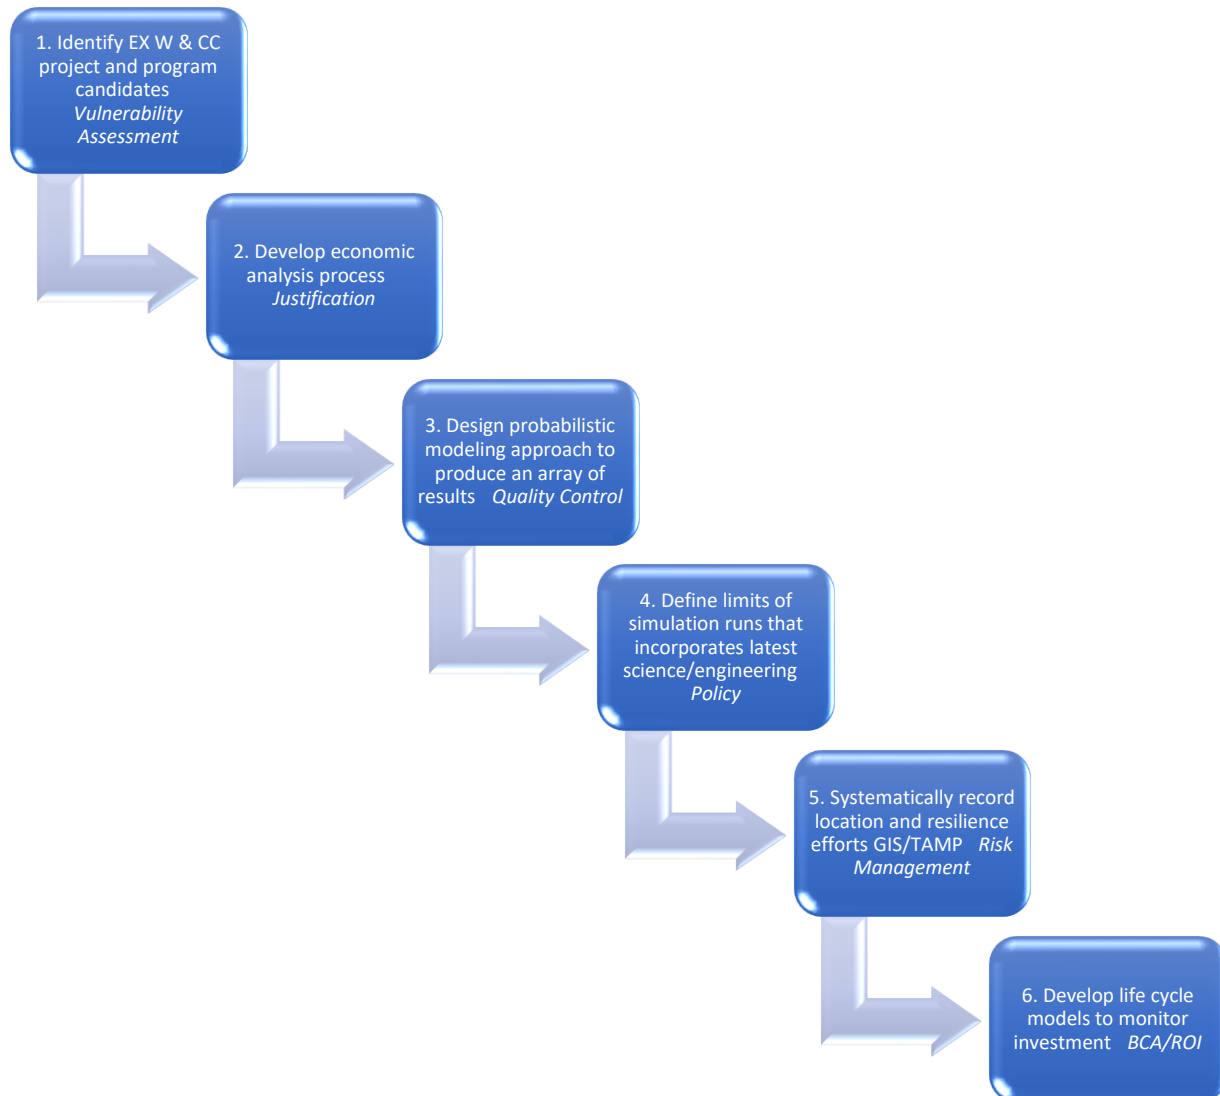 1. Identify EX W & CC
project and program
candidates
Vulnerability
Assessment
2. Develop economic
analysis process
Justification
3. Design probabilistic
modeling approach to
produce an array of
results Quality Control
4. Define limits of
simulation runs that
incorporates latest
science/engineering
Policy
5. Systematically record
location and resilience
efforts GIS/TAMP Risk
Management
6. Develop life cycle
models to monitor
investment BCA/ROI